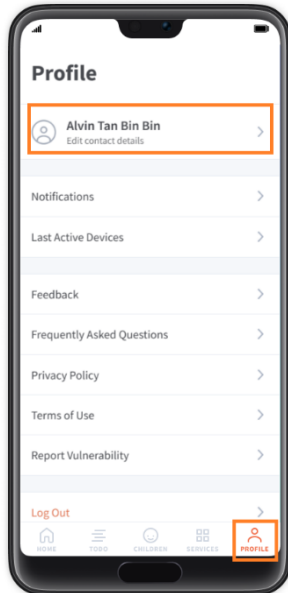 Profile
Alvin Tan Bin Bin
Edit contact details
Notifications
Last Active Devices
Feedback
Frequently Asked Questions
Privacy Policy
Terms of Use
Report Vulnerability
Log Out
HOME TODO CHILDREN SERVICES PROFILE